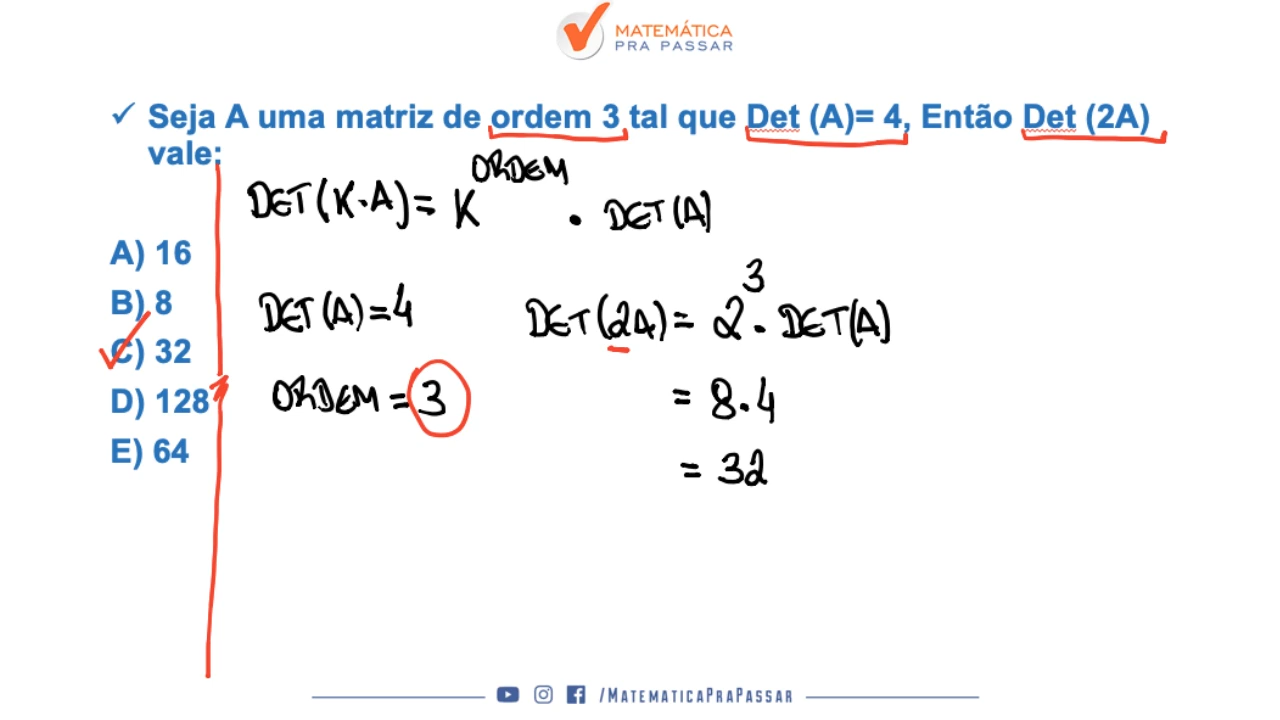 MATEMÁTICA
PRA PASSAR
✓ Seja A uma matriz de ordem 3 tal que Det (A)= 4, Então Det (2A)
vale:
DET(K·A) = K^ORDEM · DET(A)
A) 16
B) 8
C) 32
D) 128
E) 64
DET(A)=4
ORDEM = 3
DET(2A) = 2^3 · DET(A)
= 8.4
= 32
/MATEMATICAPRAPASSAR